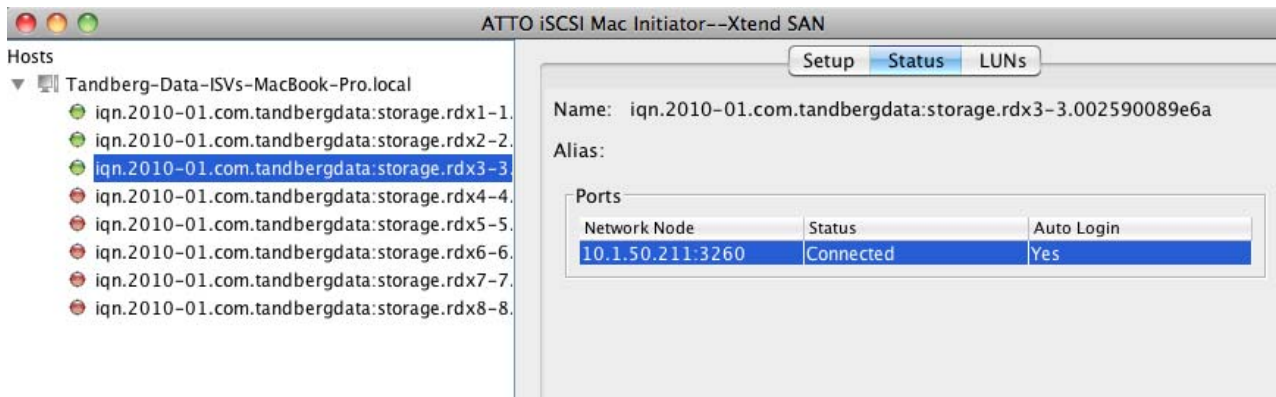 ATTO iSCSI Mac Initiator--Xtend SAN
Hosts
Tandberg-Data-ISVs-MacBook-Pro.local
iqn.2010-01.com.tandbergdata:storage.rdx1-1.
iqn.2010-01.com.tandbergdata:storage.rdx2-2.
iqn.2010-01.com.tandbergdata:storage.rdx3-3.
iqn.2010-01.com.tandbergdata:storage.rdx4-4.
iqn.2010-01.com.tandbergdata:storage.rdx5-5.
iqn.2010-01.com.tandbergdata:storage.rdx6-6.
iqn.2010-01.com.tandbergdata:storage.rdx7-7.
iqn.2010-01.com.tandbergdata:storage.rdx8-8.
Setup Status LUNs
Name: iqn.2010-01.com.tandbergdata:storage.rdx3-3.002590089e6a
Alias:
Ports
Network Node Status Auto Login
10.1.50.211:3260 Connected Yes